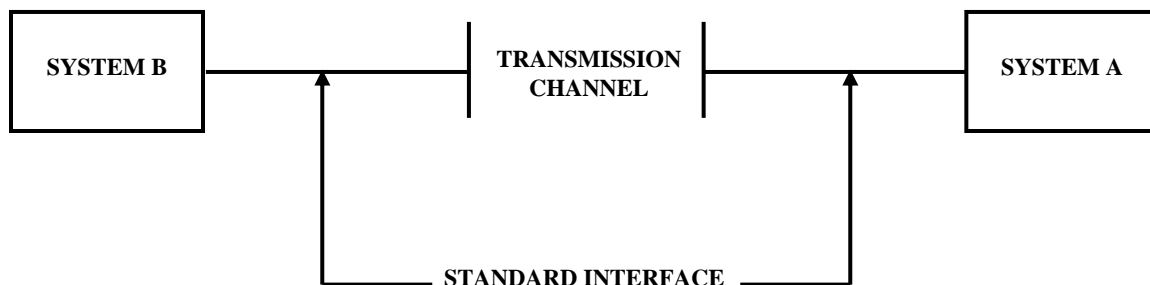 SYSTEM B
TRANSMISSION
CHANNEL
SYSTEM A
STANDARD INTERFACE